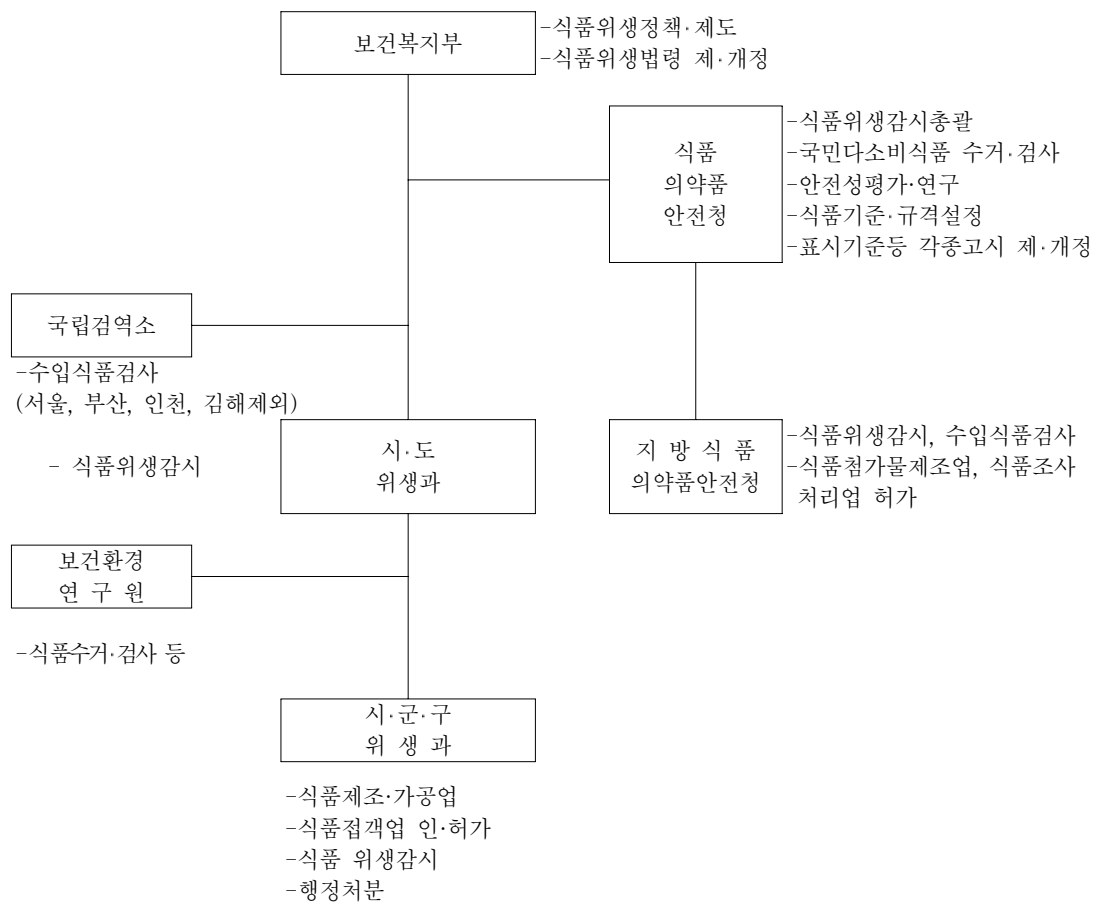 보건복지부
-식품위생정책·제도
-식품위생법령 제·개정
식품
의약품
안전청
-식품위생감시총괄
-국민다소비식품 수거·검사
-안전성평가·연구
-식품기준·규격설정
-표시기준등 각종고시 제·개정
국립검역소
-수입식품검사
(서울, 부산, 인천, 김해제외)
- 식품위생감시
시·도
위생과
지 방 식 품
의약품안전청
-식품위생감시, 수입식품검사
-식품첨가물제조업, 식품조사
처리업 허가
보건환경
연 구 원
-식품수거·검사 등
시·군·구
위 생 과
-식품제조·가공업
-식품접객업 인·허가
-식품 위생감시
-행정처분